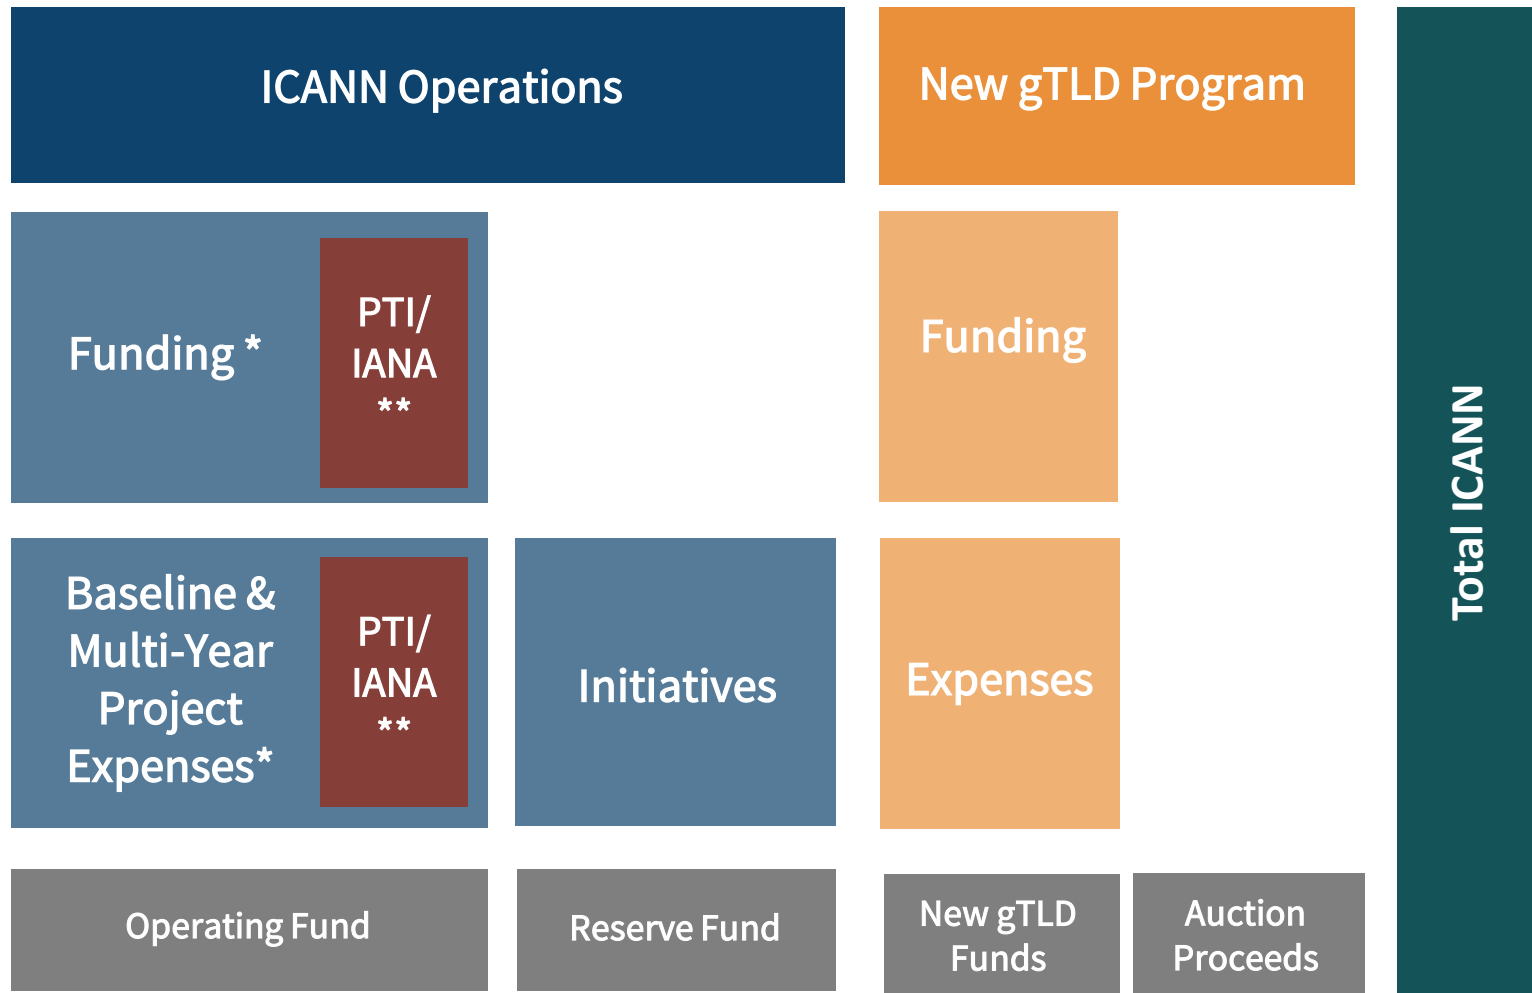 ICANN Operations
New gTLD Program
Funding *
PTI/
IANA
**
Funding
Baseline &
Multi-Year
Project
Expenses*
PTI/
IANA
**
Initiatives
Expenses
Operating Fund
Reserve Fund
New gTLD
Funds
Auction
Proceeds
Total ICANN